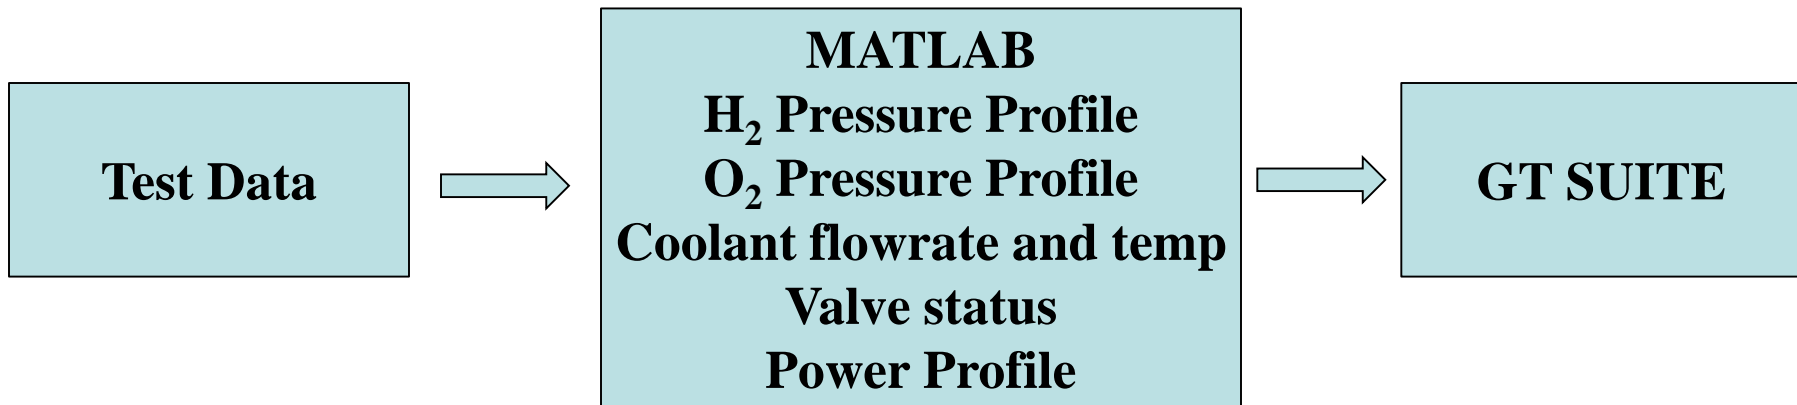 Test Data
MATLAB
H₂ Pressure Profile
O₂ Pressure Profile
Coolant flowrate and temp
Valve status
Power Profile
GT SUITE